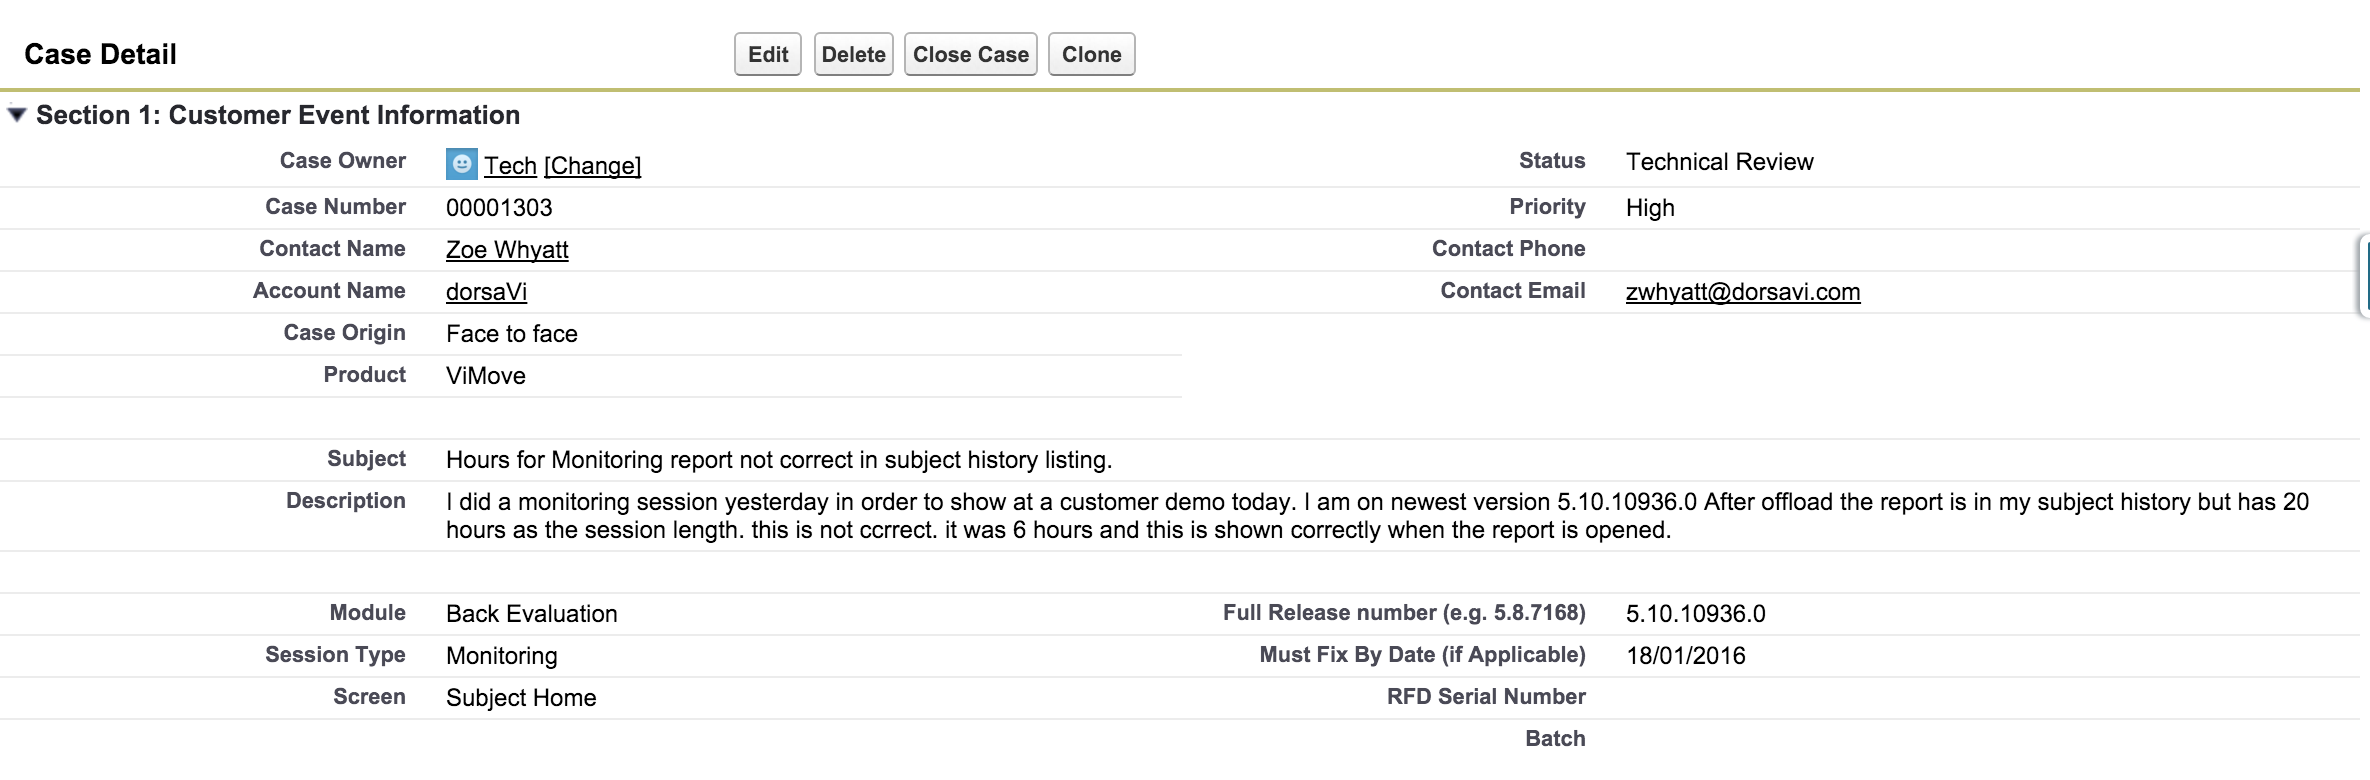 Case Detail Edit Delete Close Case Clone
Section 1: Customer Event Information
Case Owner Tech [Change] Status Technical Review
Case Number 00001303 Priority High
Contact Name Zoe Whyatt Contact Phone
Account Name dorsaVi Contact Email zwhyatt@dorsavi.com
Case Origin Face to face
Product ViMove
Subject Hours for Monitoring report not correct in subject history listing.
Description I did a monitoring session yesterday in order to show at a customer demo today. I am on newest version 5.10.10936.0 After offload the report is in my subject history but has 20
hours as the session length. this is not ccrrect. it was 6 hours and this is shown correctly when the report is opened.
Module Back Evaluation Full Release number (e.g. 5.8.7168) 5.10.10936.0
Session Type Monitoring Must Fix By Date (if Applicable) 18/01/2016
Screen Subject Home RFD Serial Number
Batch